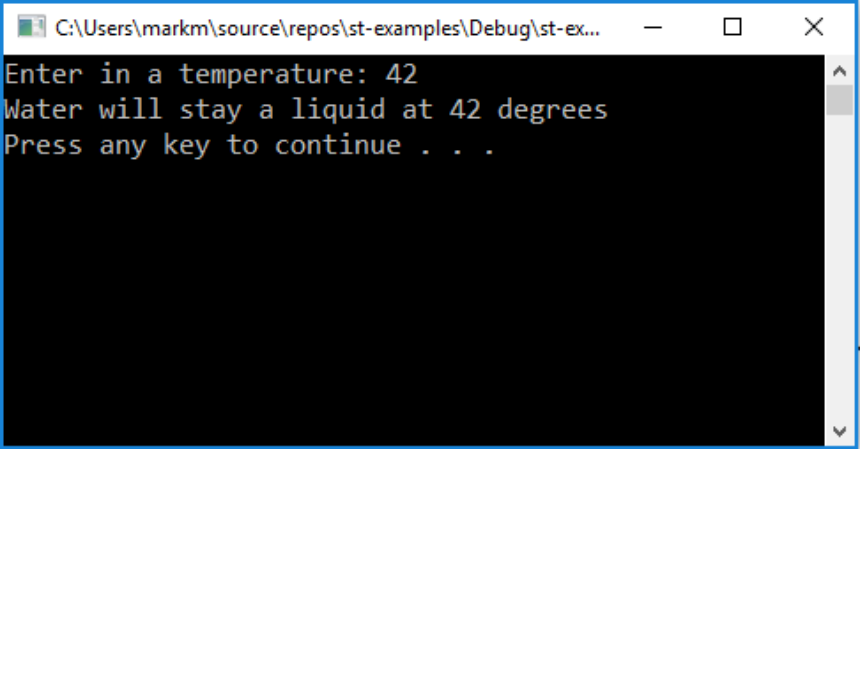 C:\Users\markm\source\repos\st-examples\Debug\st-ex...
Enter in a temperature: 42
Water will stay a liquid at 42 degrees
Press any key to continue . . .